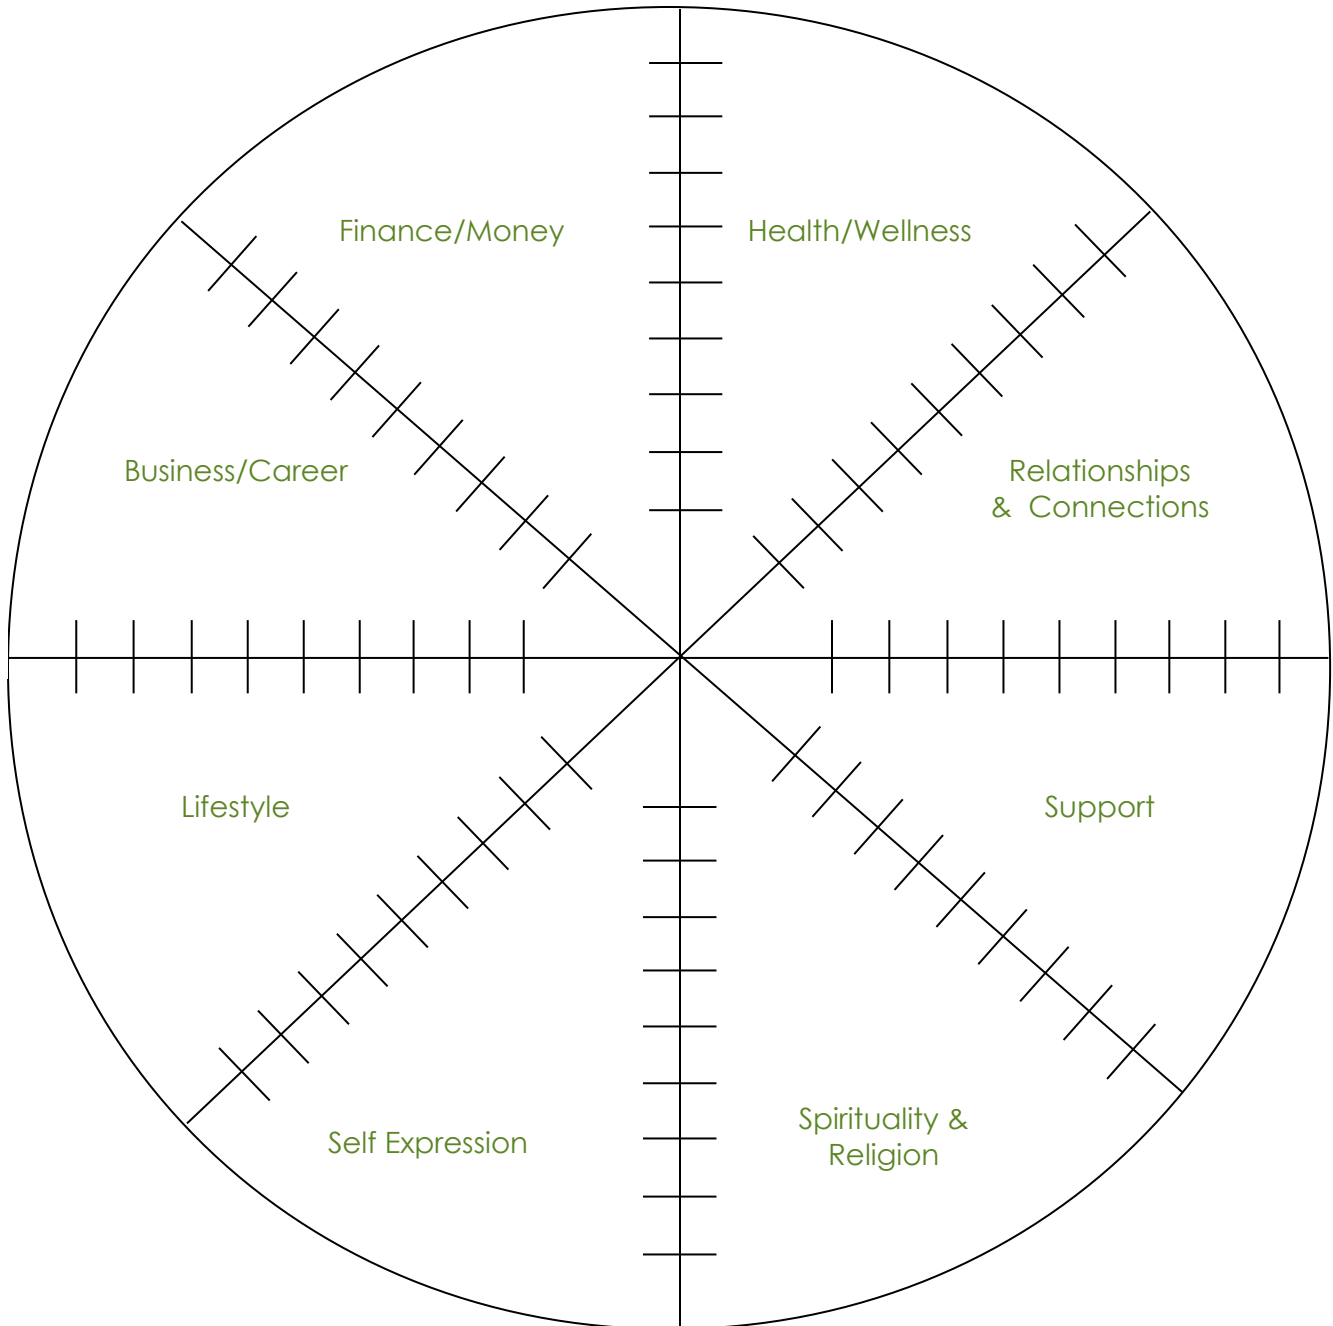 Finance/Money
Health/Wellness
Business/Career
Relationships
& Connections
Lifestyle
Support
Self Expression
Spirituality &
Religion